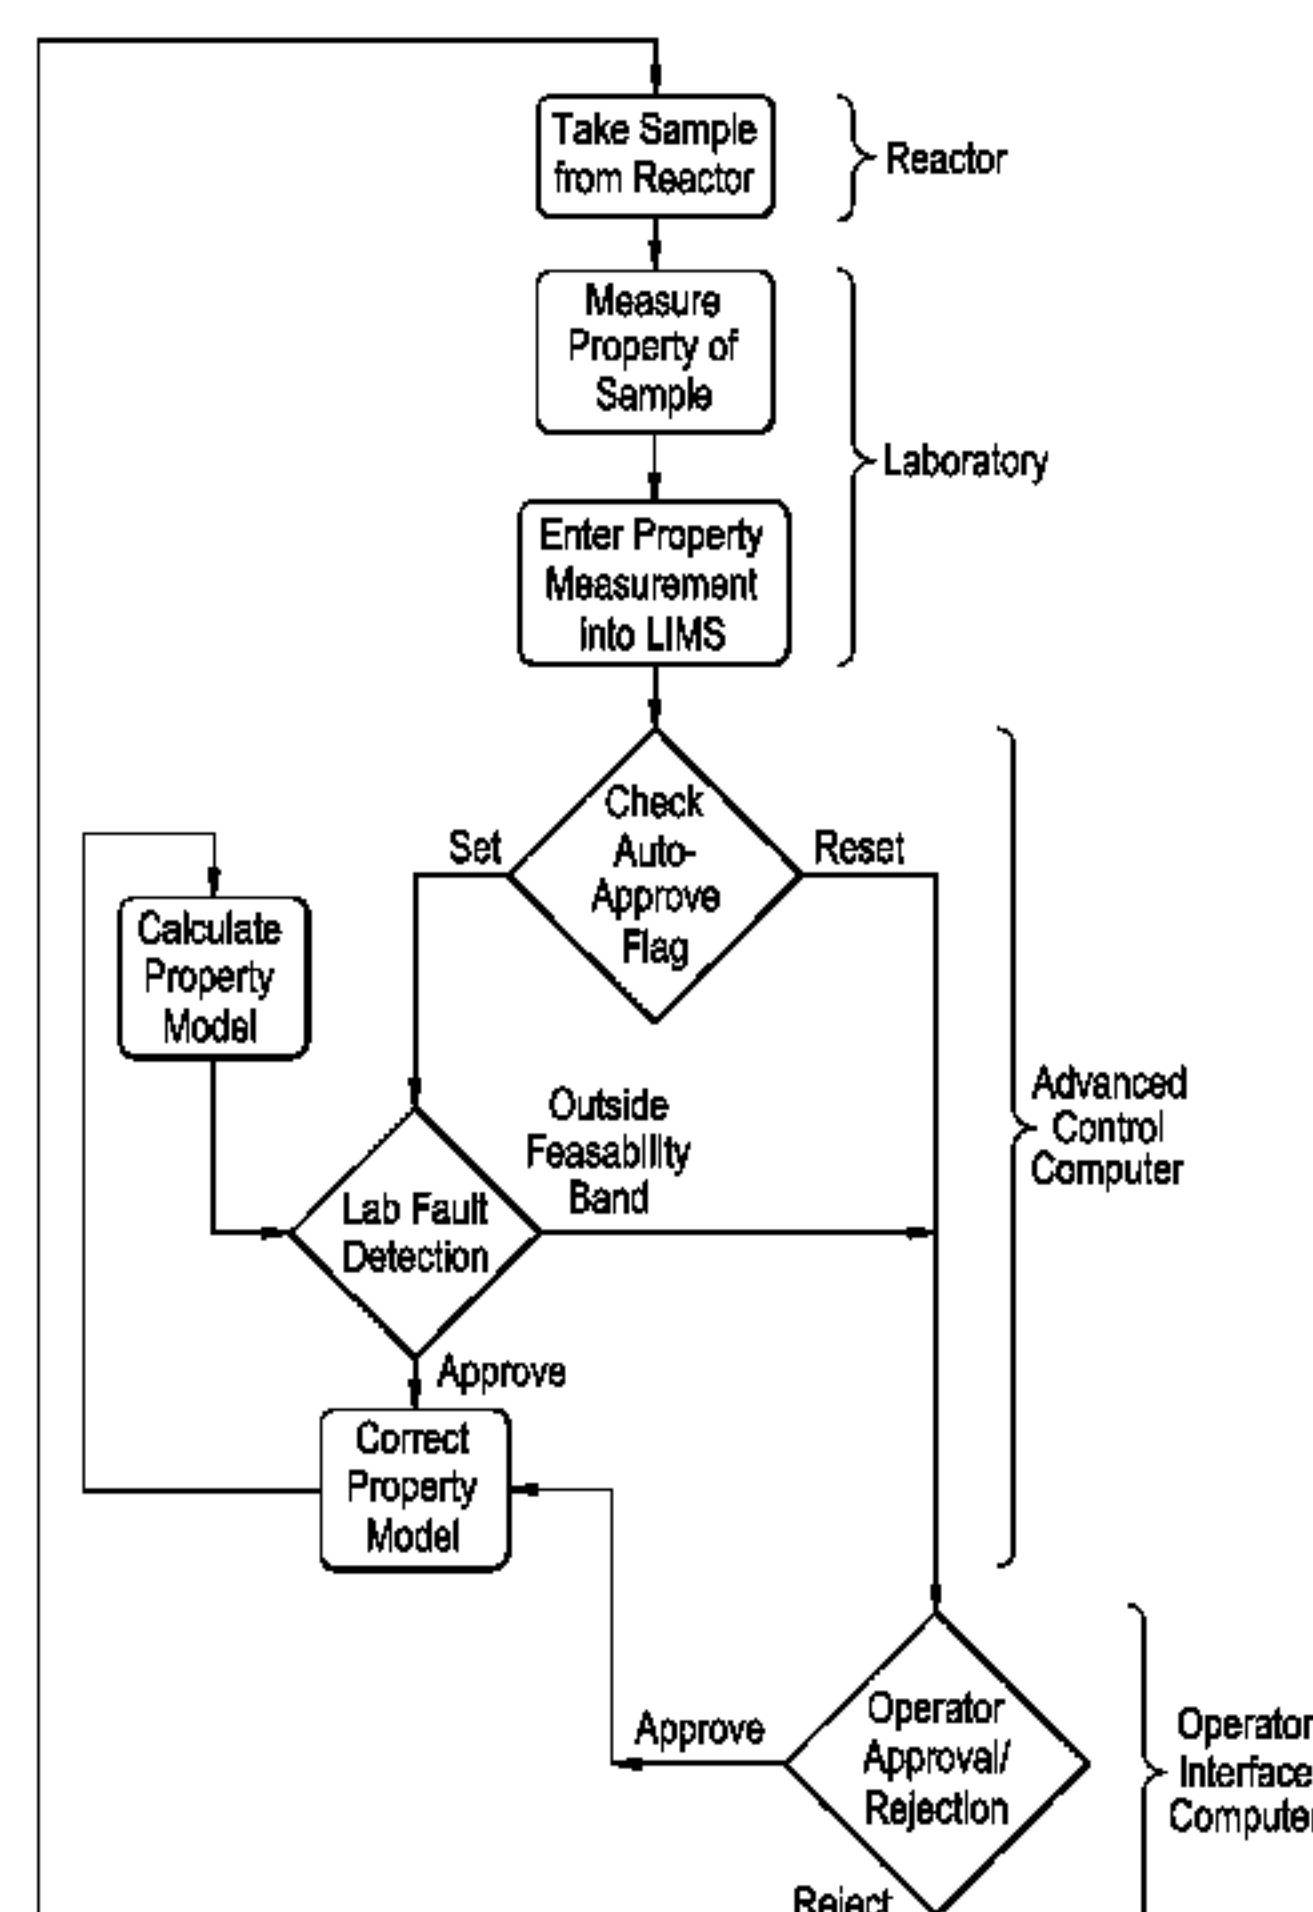 Take Sample
from Reactor
Reactor
Measure
Property of
Sample
Laboratory
Enter Property
Measurement
into LIMS
Check
Auto-
Approve
Flag
Set
Reset
Calculate
Property
Model
Advanced
Control
Computer
Outside
Feasability
Band
Lab Fault
Detection
Approve
Correct
Property
Model
Operator
Approval/
Rejection
Approve
Operator
Interface
Computer
Reject